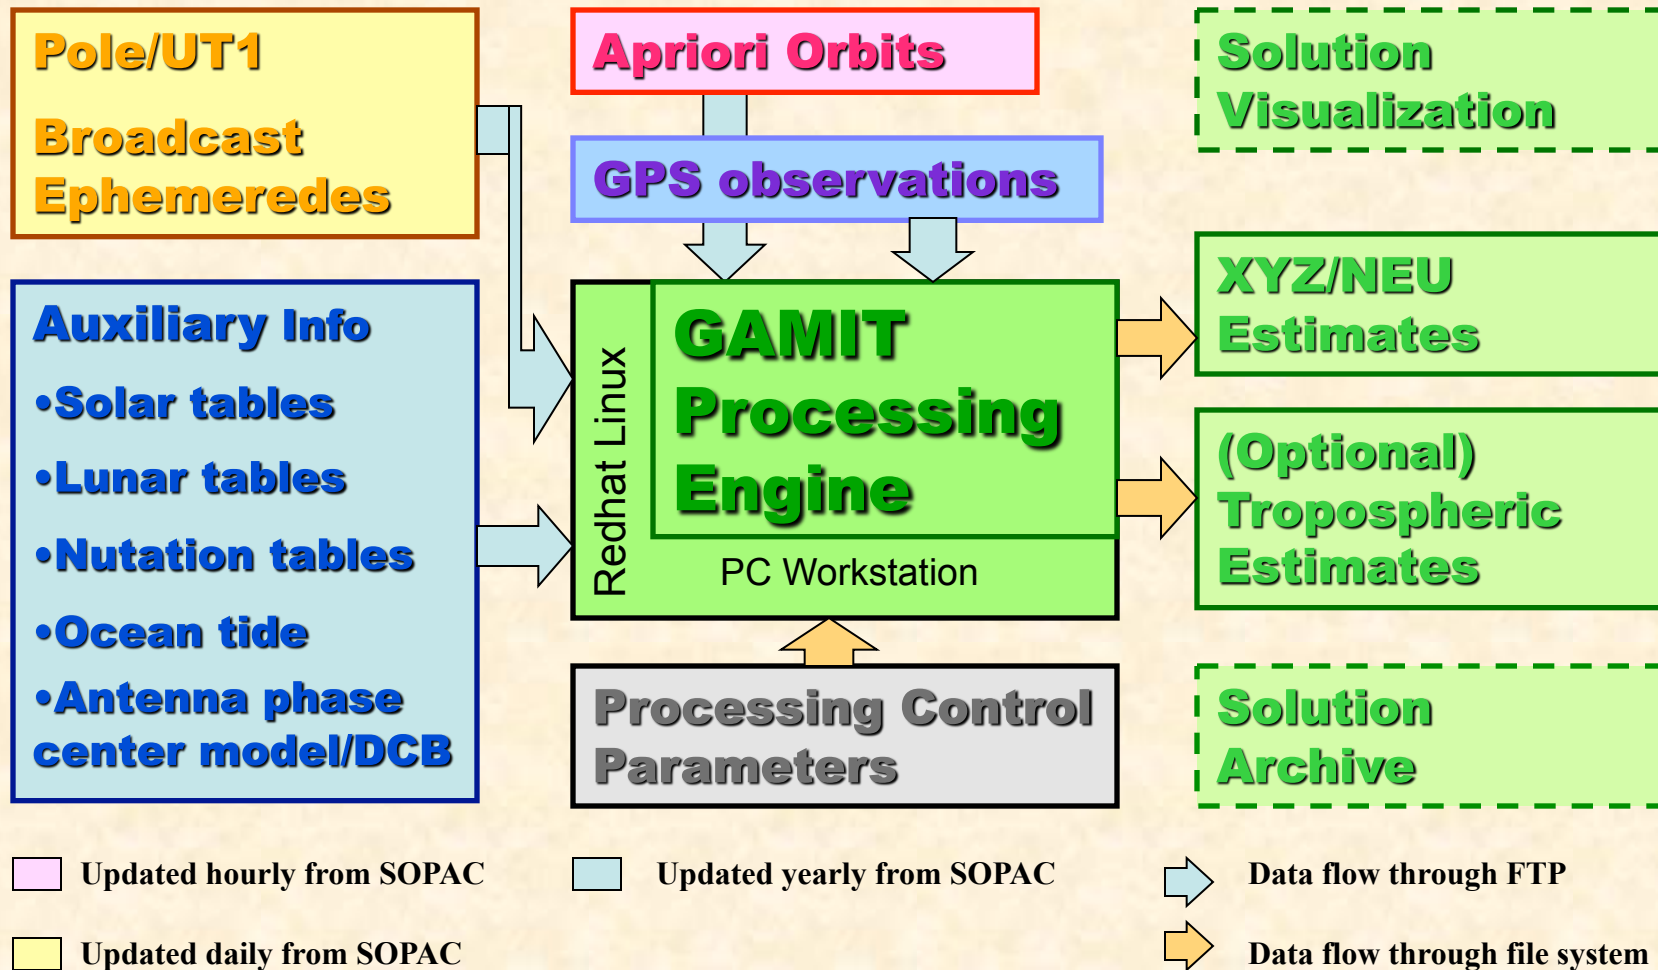 Pole/UT1
Broadcast
Ephemeredes
Apriori Orbits
GPS observations
Solution
Visualization
Auxiliary Info
•Solar tables
•Lunar tables
•Nutation tables
•Ocean tide
•Antenna phase
center model/DCB
Redhat Linux
GAMIT
Processing
Engine
PC Workstation
XYZ/NEU
Estimates
(Optional)
Tropospheric
Estimates
Processing Control
Parameters
Solution
Archive
Updated hourly from SOPAC
Updated yearly from SOPAC
Data flow through FTP
Updated daily from SOPAC
Data flow through file system